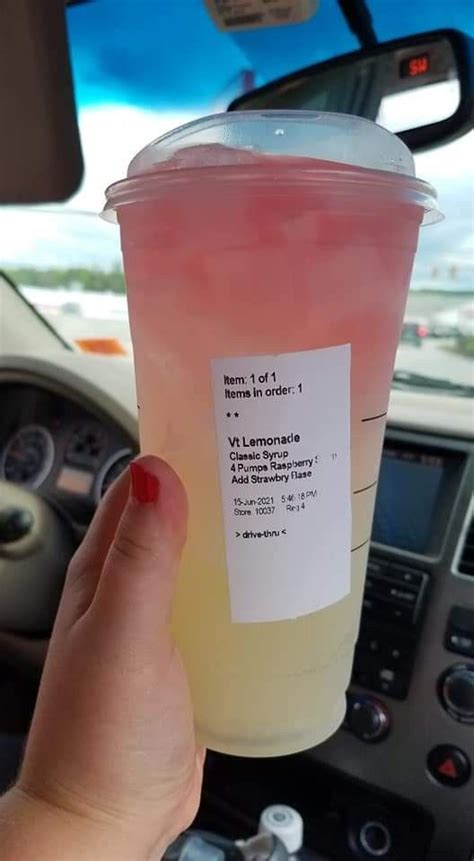 SW
Item: 1 of 1
Items in order: 1
**
Vt Lemonade
Classic Syrup
4 Pumps Raspberry
Add Strawbry Base
15-Jun-2021 5:46:18 PM
Store 10037 Reg 4
> drive-thru <